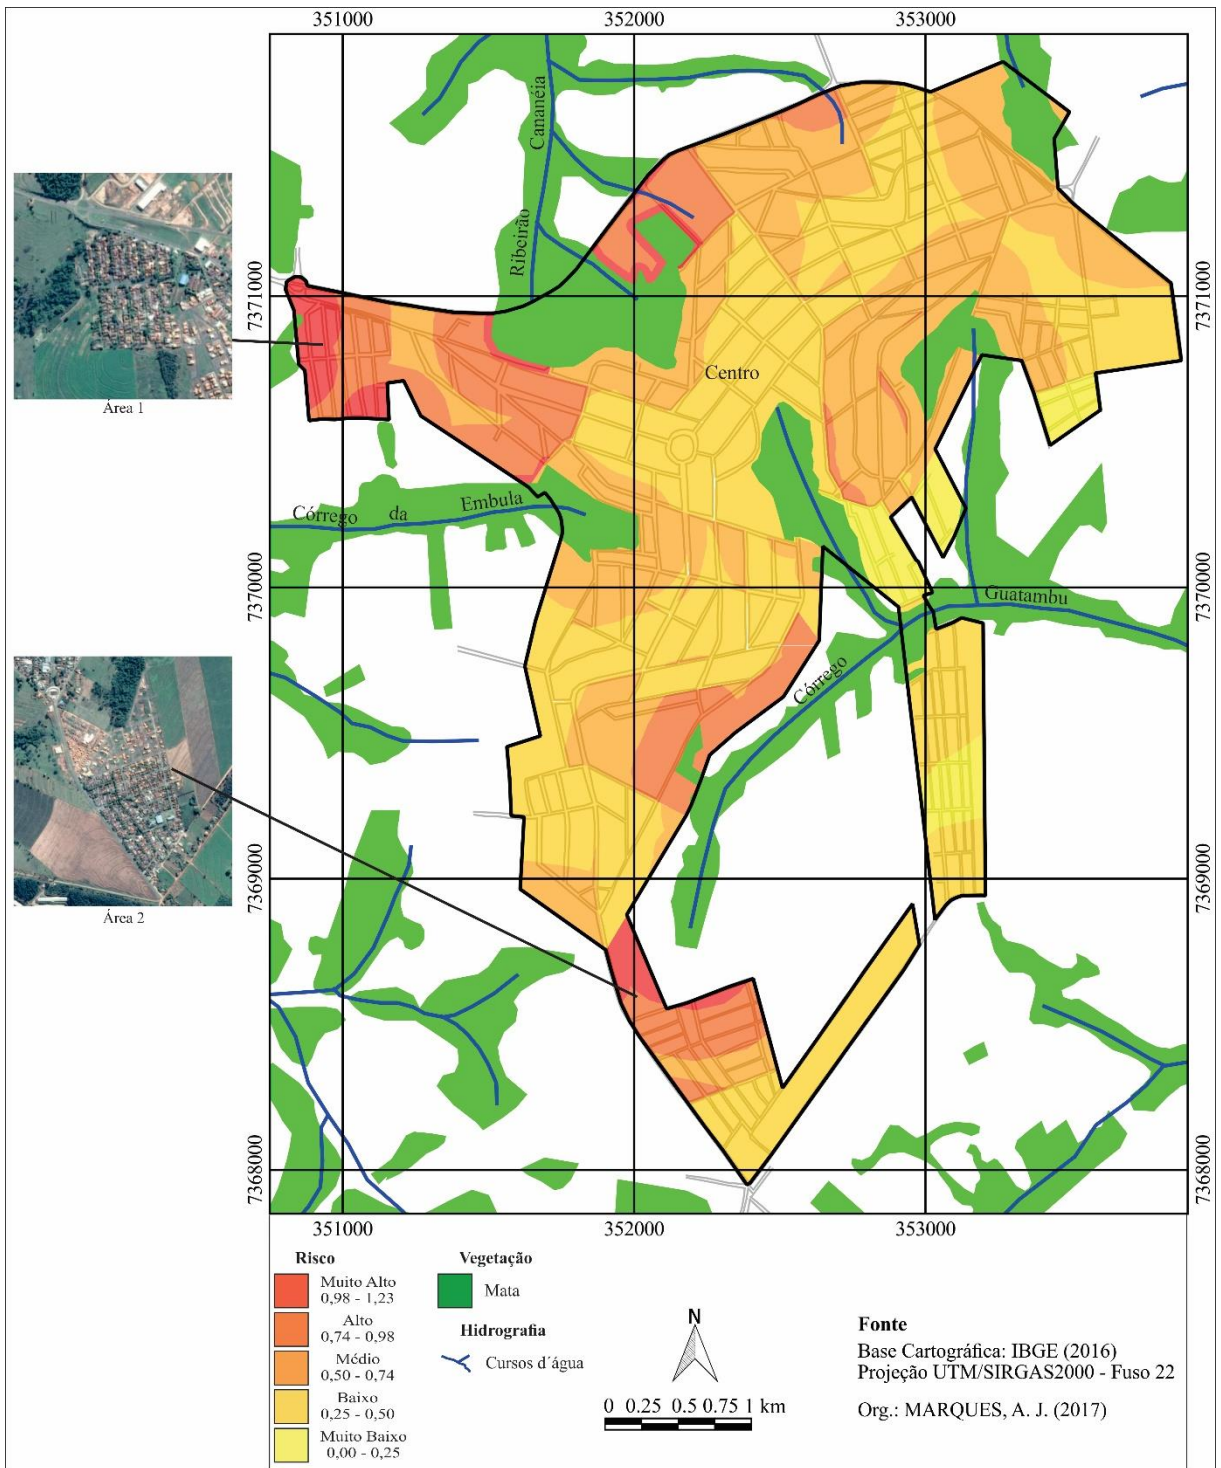 351000
352000
353000
Cananéia
Ribeirão
7371000
7371000
Área 1
Centro
Córrego da Embula
7370000
7370000
Guatambu
Córrego
7369000
7369000
Área 2
7368000
7368000
351000
352000
353000
Risco
Muito Alto
0,98 - 1,23
Alto
0,74 - 0,98
Médio
0,50 - 0,74
Baixo
0,25 - 0,50
Muito Baixo
0,00 - 0,25
Vegetação
Mata
Hidrografia
Cursos d´água
N
0 0.25 0.5 0.75 1 km
Fonte
Base Cartográfica: IBGE (2016)
Projeção UTM/SIRGAS2000 - Fuso 22
Org.: MARQUES, A. J. (2017)